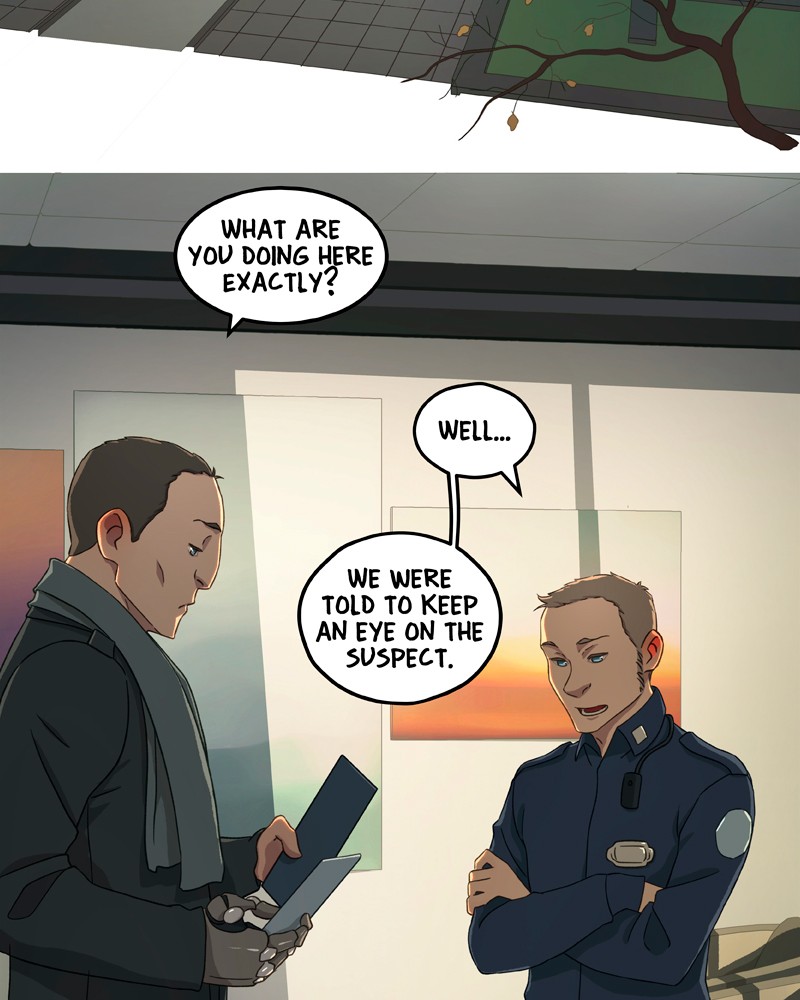 WHAT ARE
YOU DOING HERE
EXACTLY?
WELL...
WE WERE
TOLD TO KEEP
AN EYE ON THE
SUSPECT.